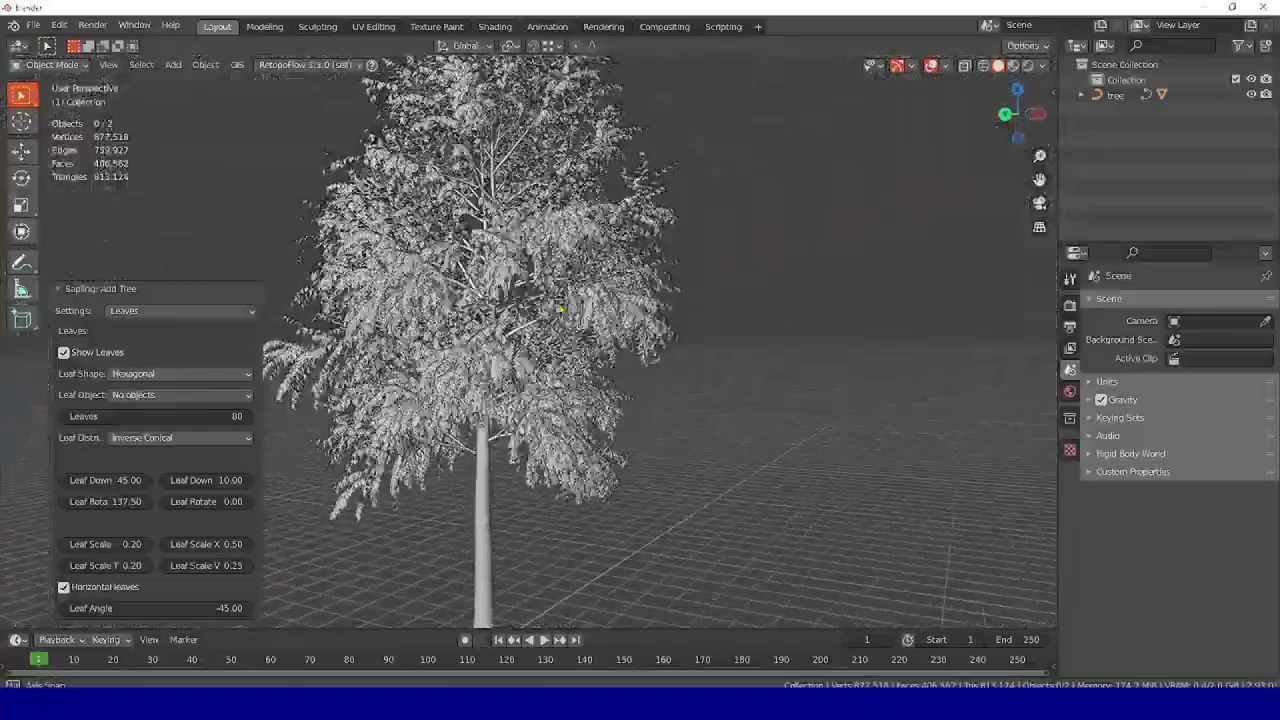 Blender
File Edit Render Window Help Layout Modeling Sculpting UV Editing Texture Paint Shading Animation Rendering Compositing Scripting + Scene View Layer
Global Options
Object Mode View Select Add Object GIS RetopoFlow
User Perspective
(1) Collection
Objects 0/2
Vertices 877,518
Edges
Faces 406,562
Triangles 813,124
Scene Collection
Collection
tree
Sapling: Add Tree
Settings: Leaves
Leaves:
Show Leaves
Leaf Shape: Hexagonal
Leaf Object: No objects
Leaves 80
Leaf Distri.. Inverse Conical
Leaf Down 45.00 Leaf Down 10.00
Leaf Rota 137.50 Leaf Rotate 0.00
Leaf Scale 0.20 Leaf Scale X 0.50
Leaf Scale T 0.20 Leaf Scale V 0.25
Horizontal leaves
Leaf Angle -45.00
Scene
Scene
Camera
Background Sce..
Active Clip
Units
Gravity
Keying Sets
Audio
Rigid Body World
Custom Properties
Playback Keying View Marker 1 Start 1 End 250
1 10 20 30 40 50 60 70 80 90 100 110 120 130 140 150 160 170 180 190 200 210 220 230 240 250
Axis Snap